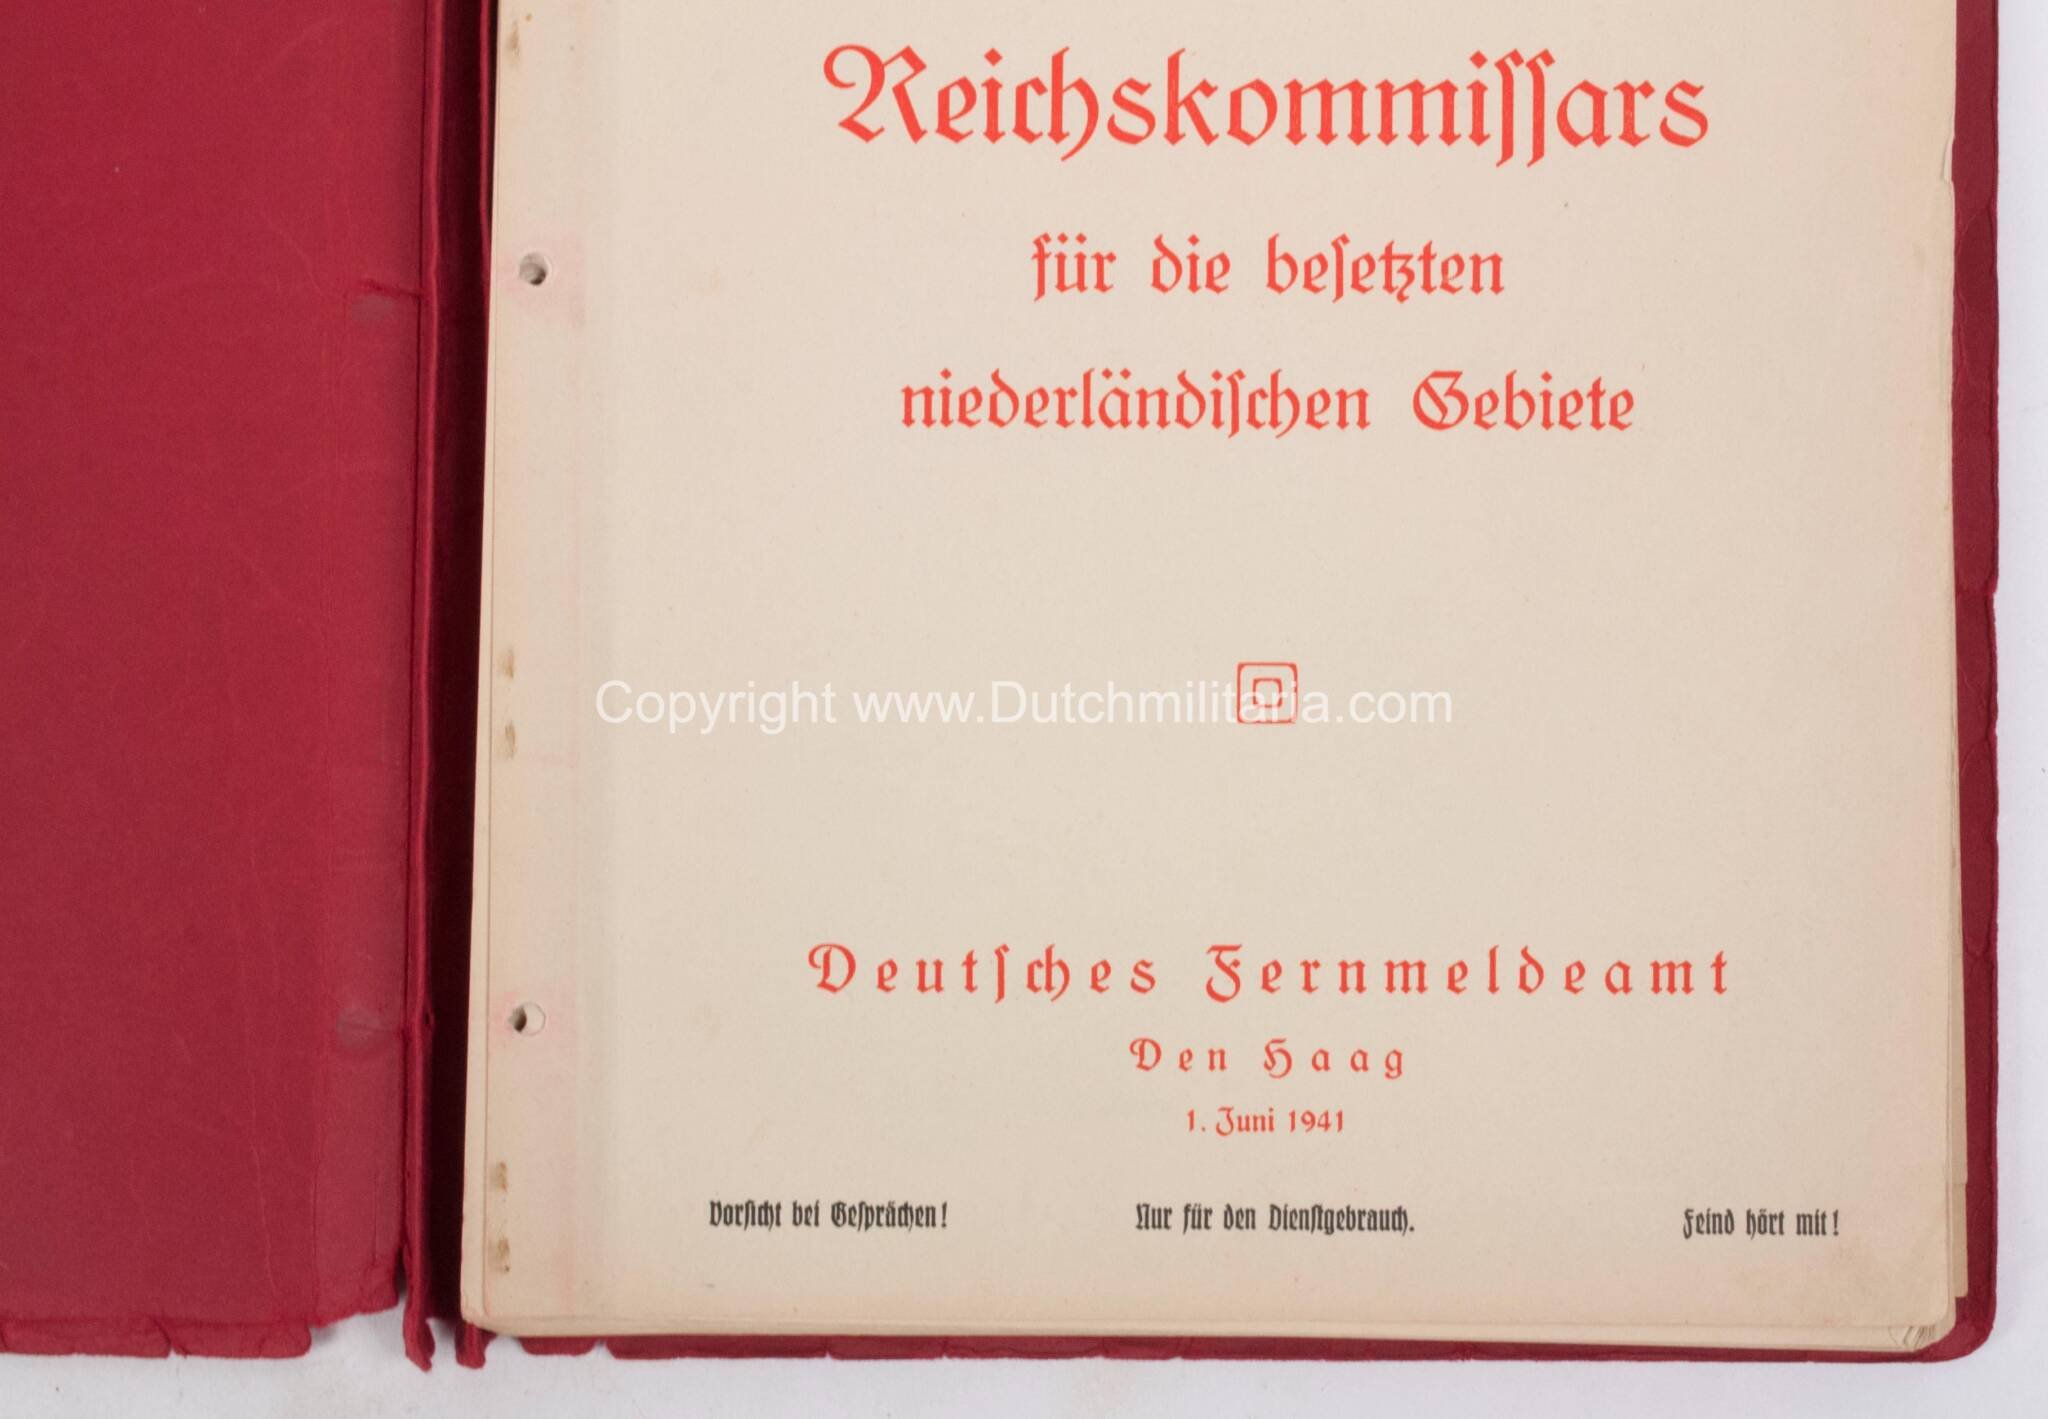 Reichskommissars
für die besetzten
niederländischen Gebiete
Copyright www.Dutchmilitaria.com
Deutsches Fernmeldeamt
Den Haag
1. Juni 1941
Vorsicht bei Gesprächen! Nur für den Dienstgebrauch. Feind hört mit!